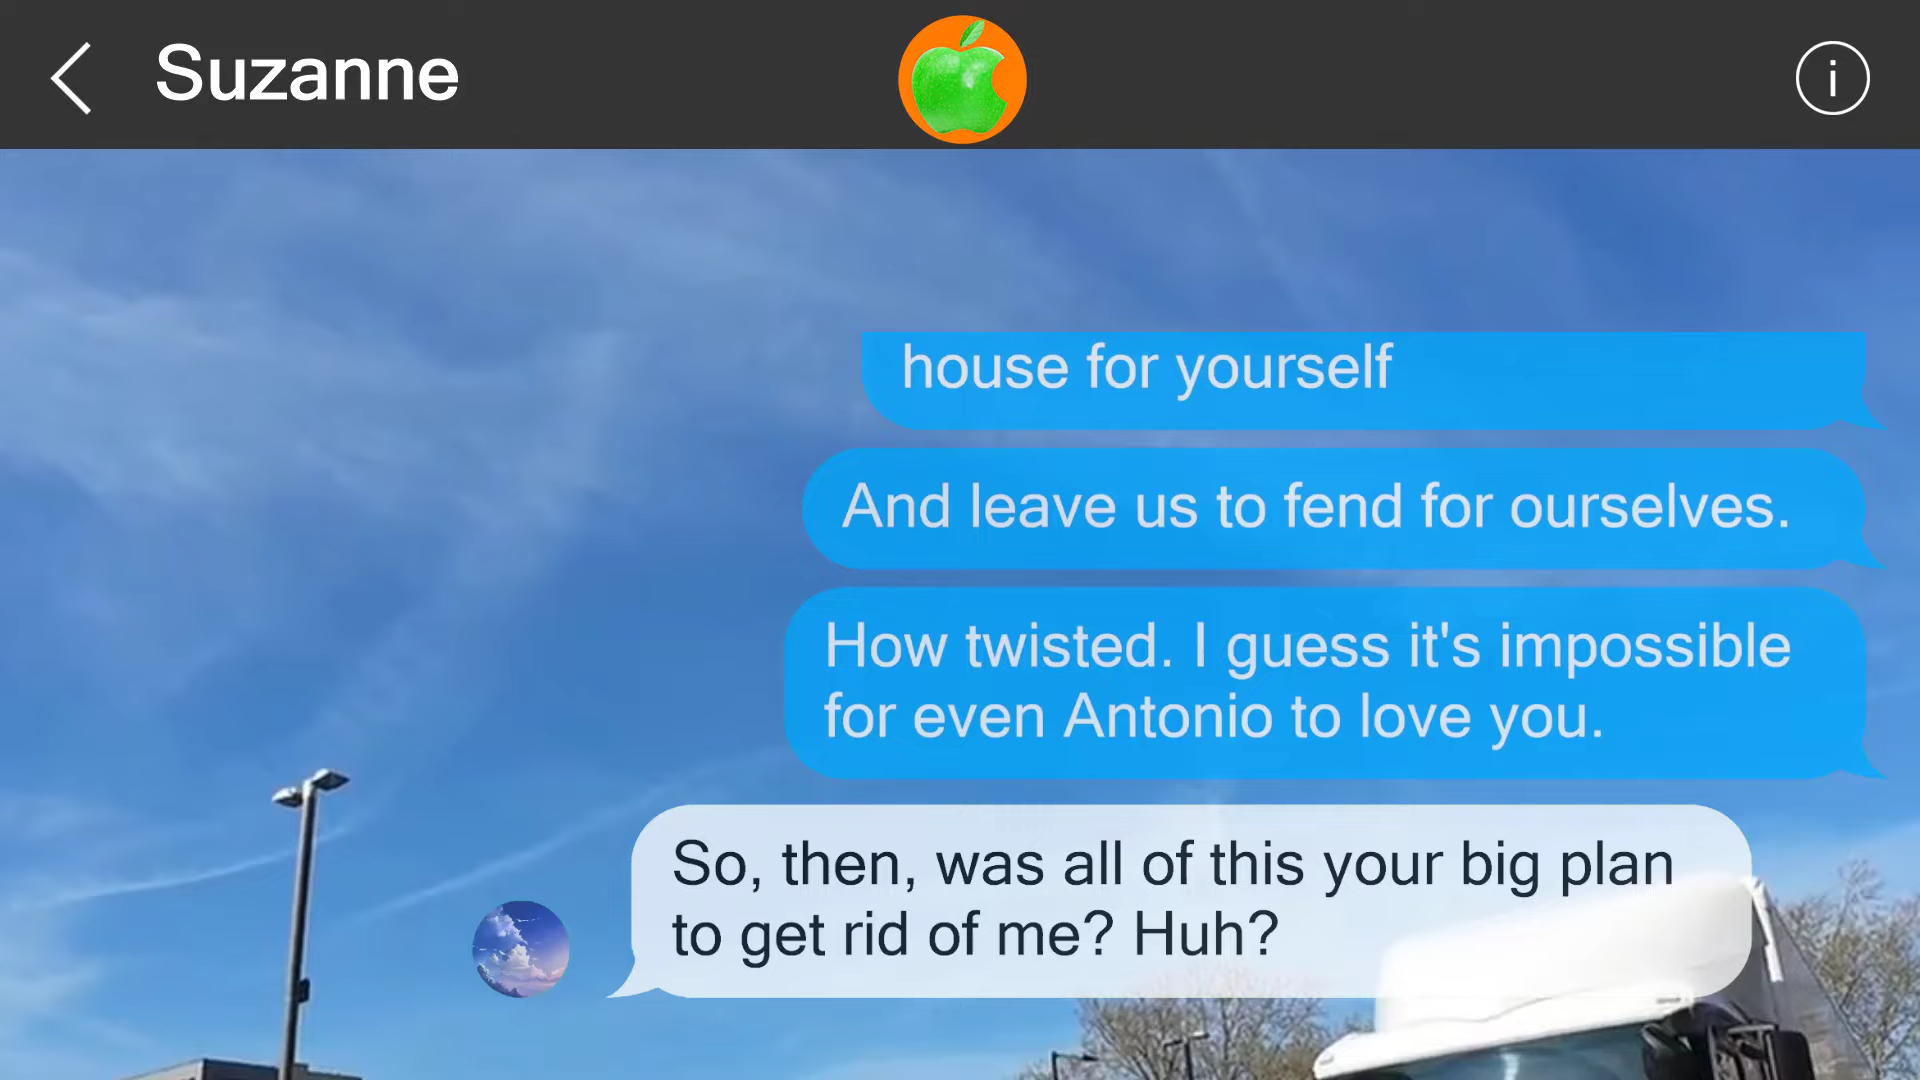 Suzanne
house for yourself
And leave us to fend for ourselves.
How twisted. I guess it's impossible
for even Antonio to love you.
So, then, was all of this your big plan
to get rid of me? Huh?